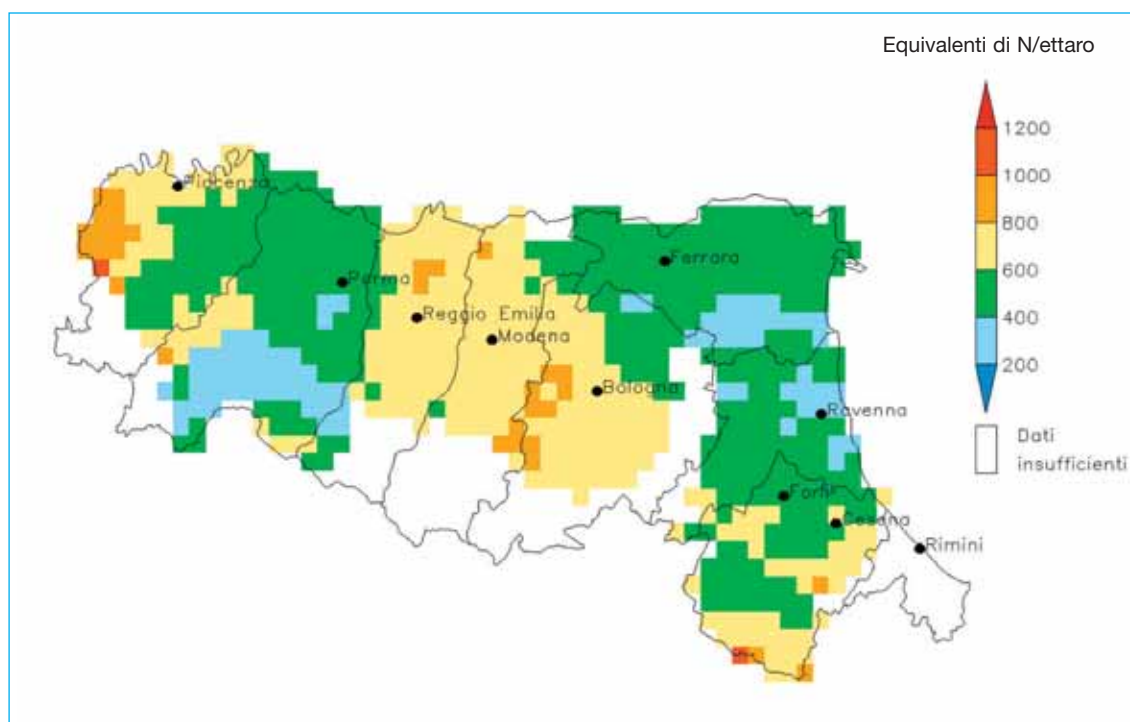 Equivalenti di N/ettaro
1200
1000
800
600
400
200
Dati
insufficienti
Piacenza
Parma
Ferrara
Reggio Emilia
Modena
Bologna
Ravenna
Forlì
Cesena
Rimini